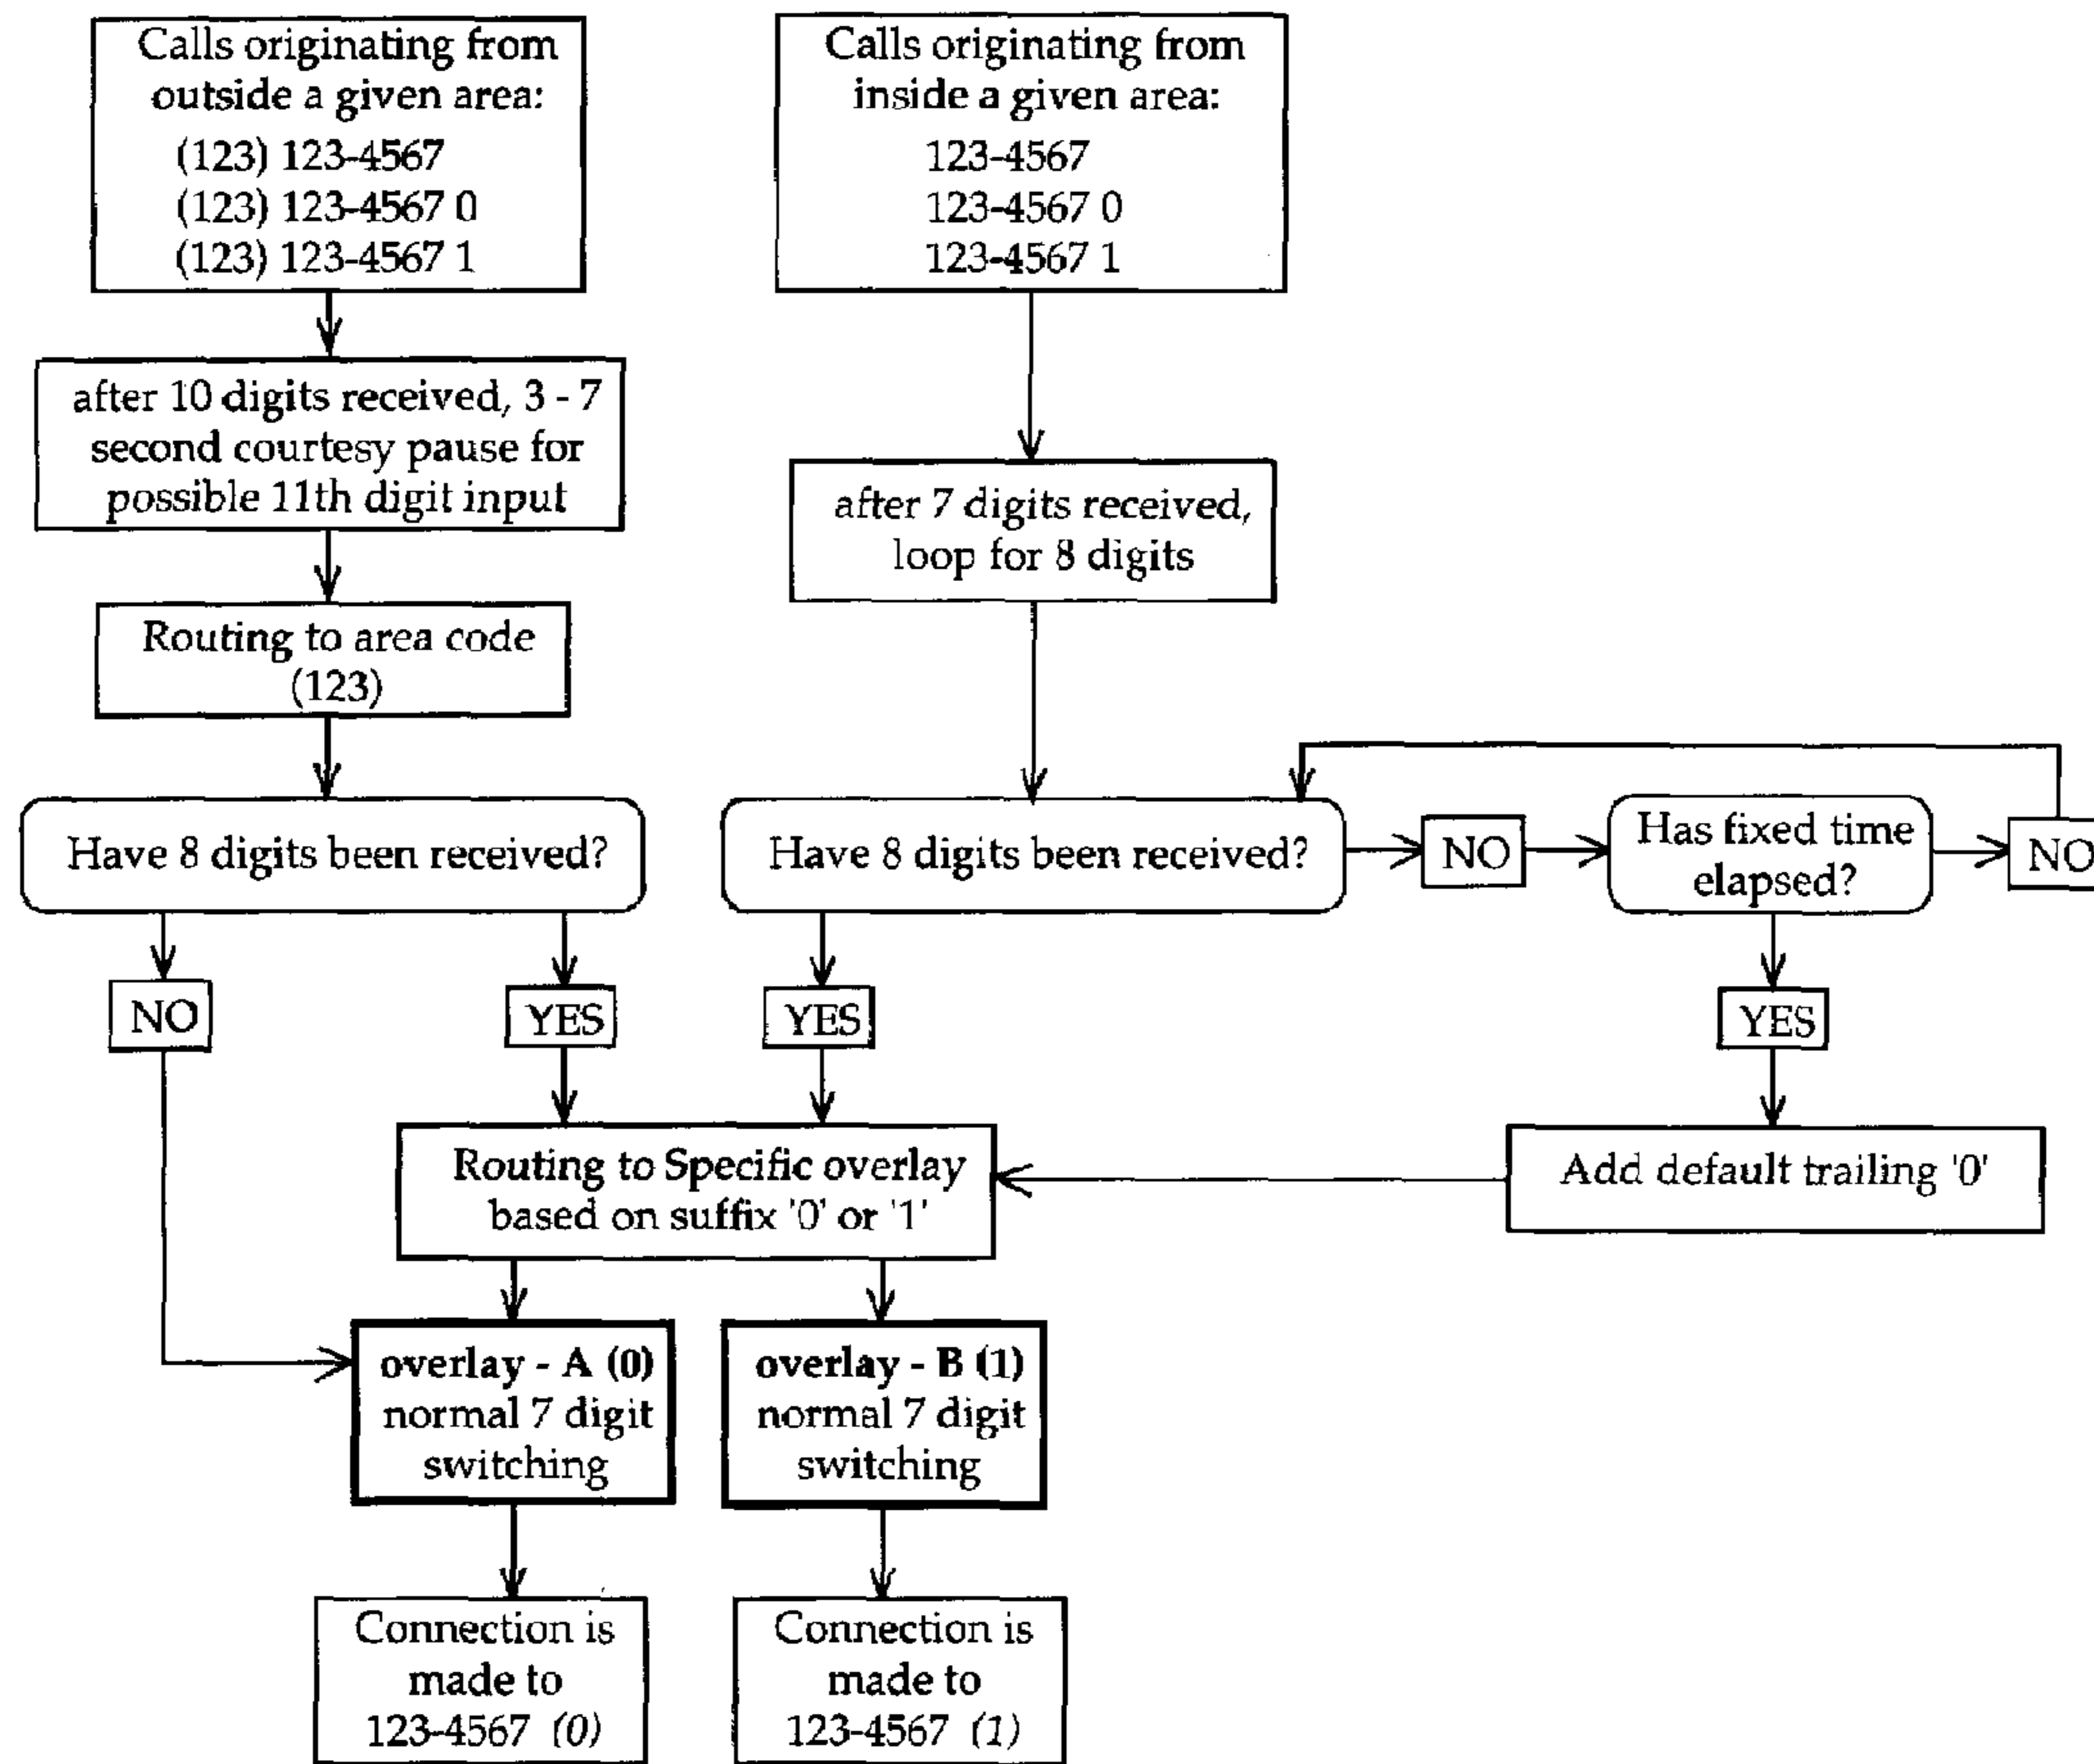 Calls originating from
outside a given area:
(123) 123-4567
(123) 123-4567 0
(123) 123-4567 1
Calls originating from
inside a given area:
123-4567
123-4567 0
123-4567 1
after 10 digits received, 3 - 7
second courtesy pause for
possible 11th digit input
after 7 digits received,
loop for 8 digits
Routing to area code
(123)
Have 8 digits been received?
Have 8 digits been received?
NO
Has fixed time
elapsed?
NO
NO
YES
YES
YES
Routing to Specific overlay
based on suffix '0' or '1'
Add default trailing '0'
overlay - A (0)
normal 7 digit
switching
overlay - B (1)
normal 7 digit
switching
Connection is
made to
123-4567 (0)
Connection is
made to
123-4567 (1)